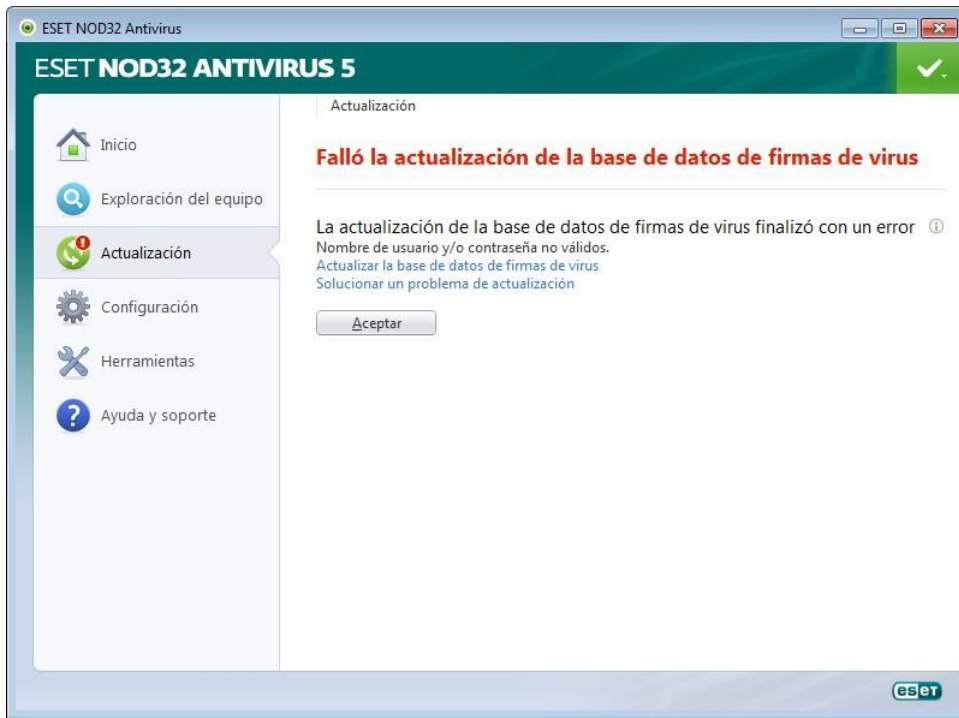 ESET NOD32 Antivirus
ESET NOD32 ANTIVIRUS 5
Inicio
Exploración del equipo
Actualización
Configuración
Herramientas
Ayuda y soporte
Actualización
Falló la actualización de la base de datos de firmas de virus
La actualización de la base de datos de firmas de virus finalizó con un error
Nombre de usuario y/o contraseña no válidos.
Actualizar la base de datos de firmas de virus
Solucionar un problema de actualización
Aceptar
eseT